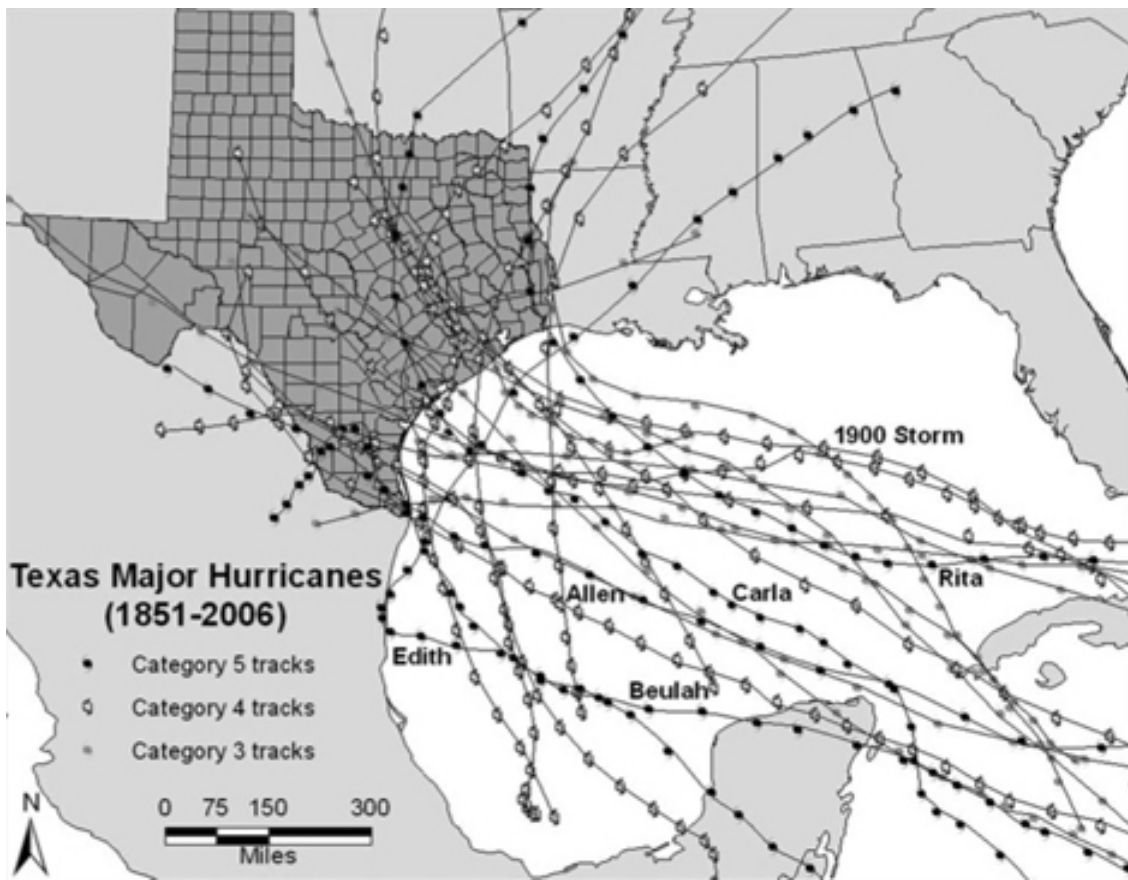 1900 Storm
Rita
Allen
Carla
Edith
Beulah
Texas Major Hurricanes
(1851-2006)
Category 5 tracks
Category 4 tracks
Category 3 tracks
N
0 75 150 300
Miles